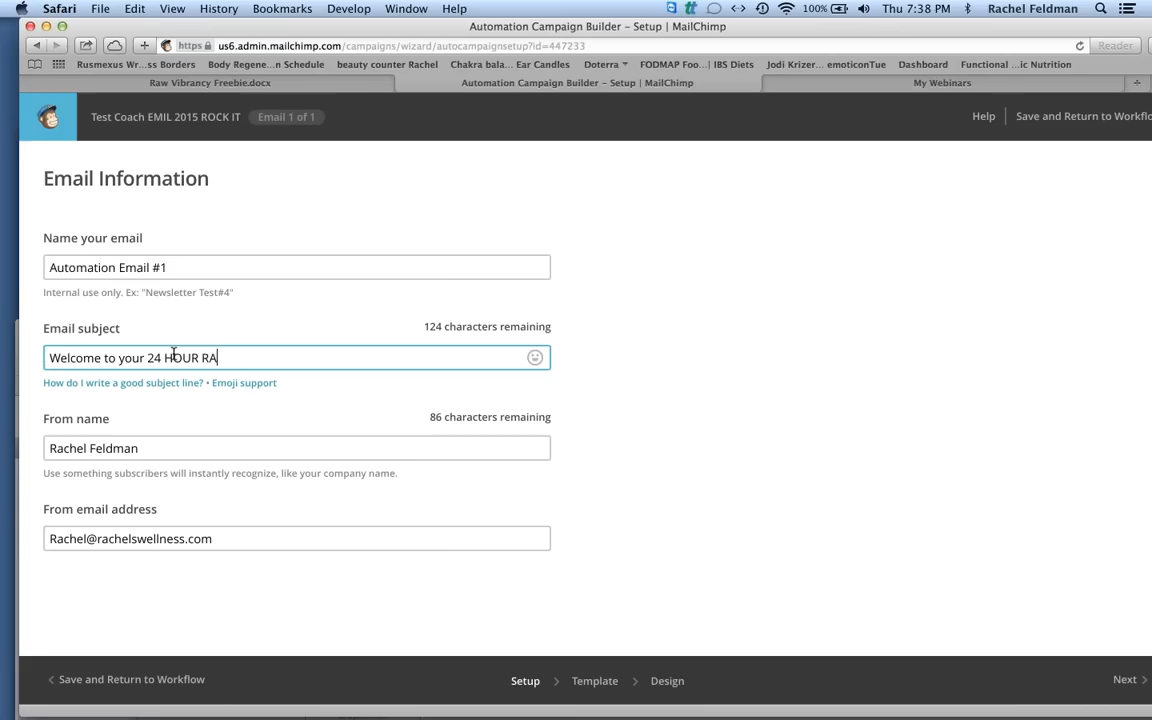 Safari File Edit View History Bookmarks Develop Window Help 100% Thu 7:38 PM Rachel Feldman
Automation Campaign Builder – Setup | MailChimp
https us6.admin.mailchimp.com/campaigns/wizard/autocampaignsetup?id=447233 Reader
Rusmexus Wr...ss Borders Body Regene...n Schedule beauty counter Rachel Chakra bala... Ear Candles Doterra FODMAP Foo...| IBS Diets Jodi Krizer... emoticonTue Dashboard Functional ...ic Nutrition
Raw Vibrancy Freebie.docx Automation Campaign Builder – Setup | MailChimp My Webinars
Test Coach EMIL 2015 ROCK IT Email 1 of 1 Help Save and Return to Workflo
Email Information
Name your email
Automation Email #1
Internal use only. Ex: "Newsletter Test#4"
Email subject 124 characters remaining
Welcome to your 24 HOUR RA
How do I write a good subject line? • Emoji support
From name 86 characters remaining
Rachel Feldman
Use something subscribers will instantly recognize, like your company name.
From email address
Rachel@rachelswellness.com
Save and Return to Workflow Setup Template Design Next